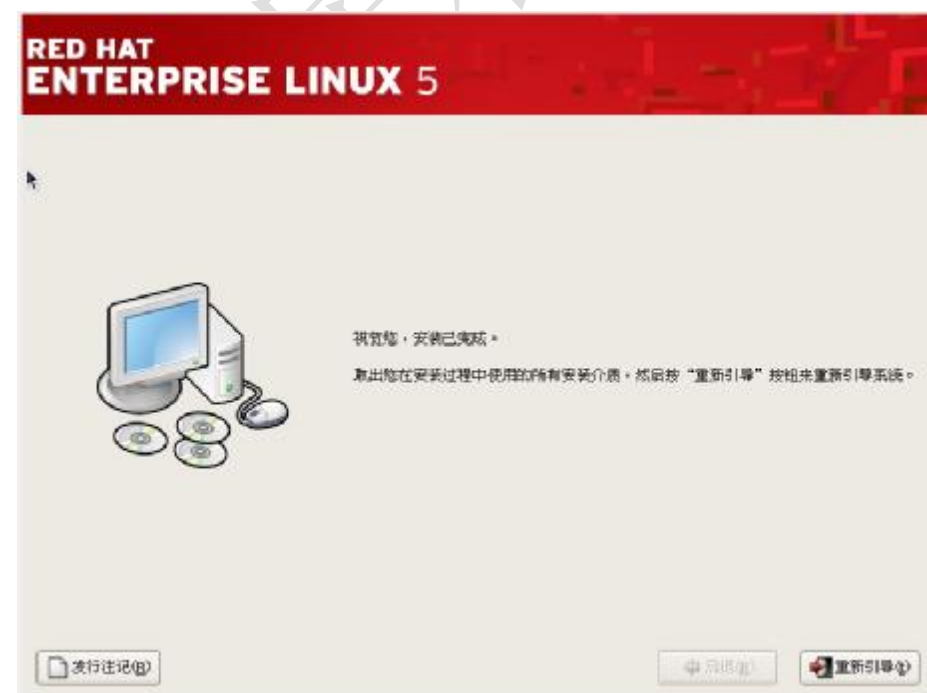 RED HAT
ENTERPRISE LINUX 5
祝贺您，安装已完成。
取出您在安装过程中使用的所有安装介质，然后按“重新引导”按钮来重新引导系统。
发行注记(R)
后退(B)
重新引导(t)